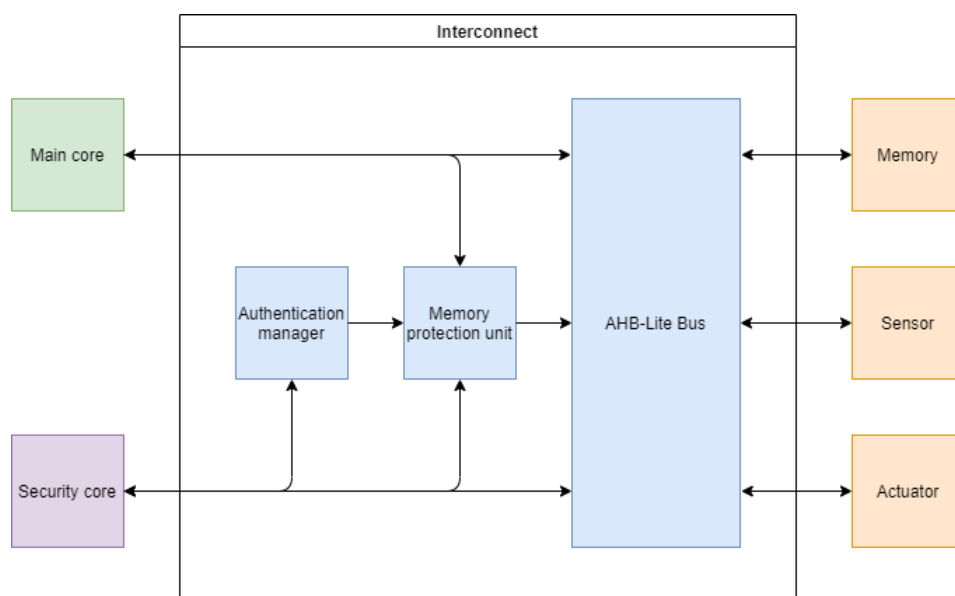 Interconnect
Main core
Memory
Authentication
manager
Memory
protection unit
AHB-Lite Bus
Sensor
Security core
Actuator